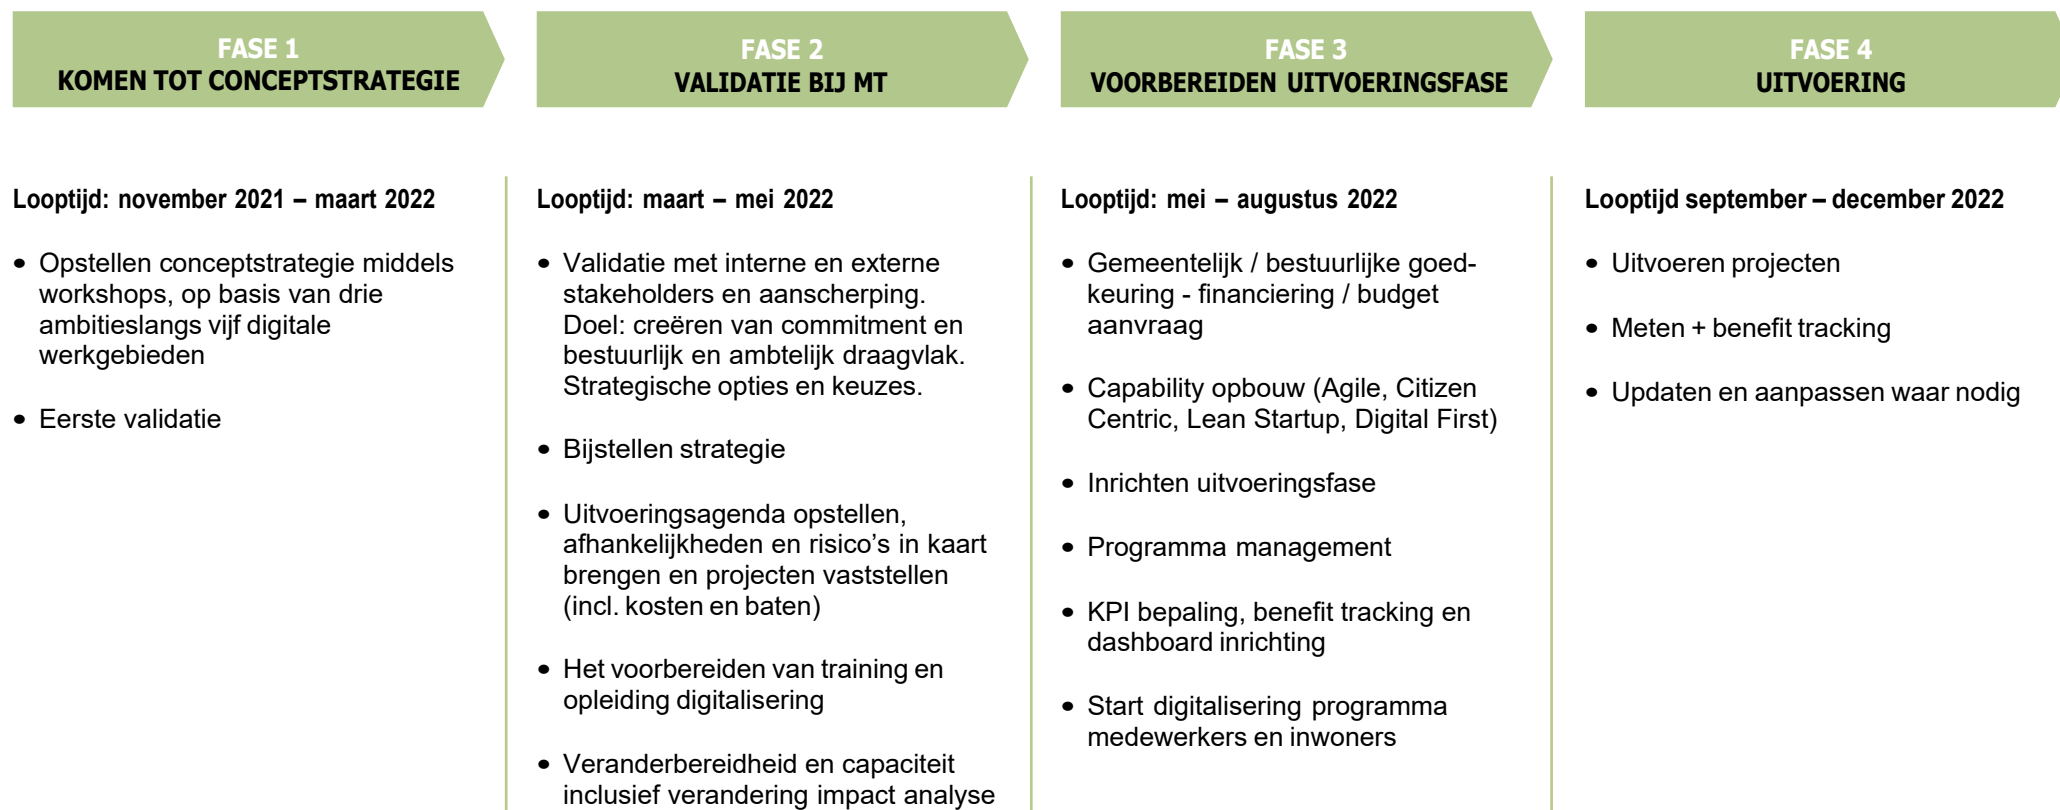 FASE 1
KOMEN TOT CONCEPTSTRATEGIE
Looptijd: november 2021 – maart 2022
• Opstellen conceptstrategie middels
workshops, op basis van drie
ambitieslangs vijf digitale
werkgebieden
• Eerste validatie
FASE 2
VALIDATIE BIJ MT
Looptijd: maart – mei 2022
• Validatie met interne en externe
stakeholders en aanscherping.
Doel: creëren van commitment en
bestuurlijk en ambtelijk draagvlak.
Strategische opties en keuzes.
• Bijstellen strategie
• Uitvoeringsagenda opstellen,
afhankelijkheden en risico’s in kaart
brengen en projecten vaststellen
(incl. kosten en baten)
• Het voorbereiden van training en
opleiding digitalisering
• Veranderbereidheid en capaciteit
inclusief verandering impact analyse
FASE 3
VOORBEREIDEN UITVOERINGSFASE
Looptijd: mei – augustus 2022
• Gemeentelijk / bestuurlijke goed-
keuring - financiering / budget
aanvraag
• Capability opbouw (Agile, Citizen
Centric, Lean Startup, Digital First)
• Inrichten uitvoeringsfase
• Programma management
• KPI bepaling, benefit tracking en
dashboard inrichting
• Start digitalisering programma
medewerkers en inwoners
FASE 4
UITVOERING
Looptijd september – december 2022
• Uitvoeren projecten
• Meten + benefit tracking
• Updaten en aanpassen waar nodig